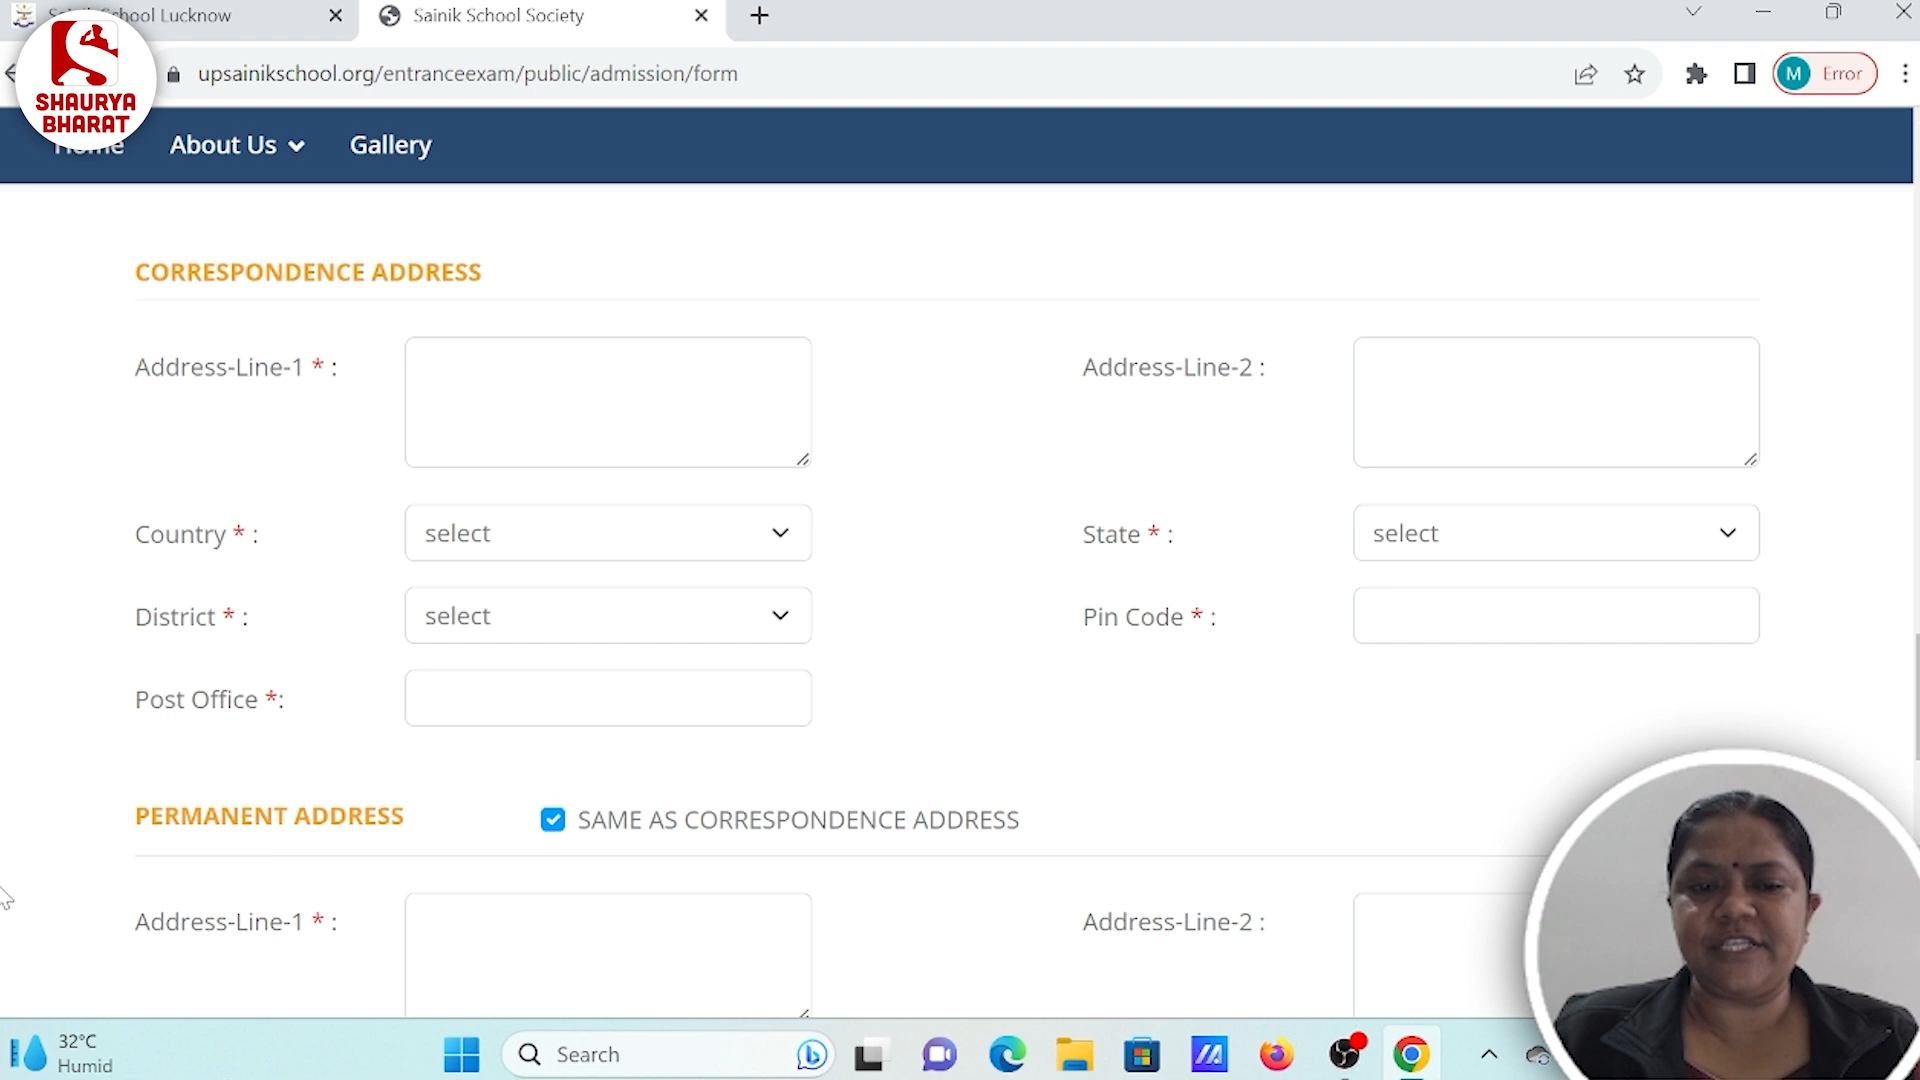 School Lucknow
Sainik School Society
upsainikschool.org/entranceexam/public/admission/form
M Error
SHAURYA
BHARAT
Home About Us Gallery
CORRESPONDENCE ADDRESS
Address-Line-1 * :
Address-Line-2 :
Country * : select
State * : select
District * : select
Pin Code * :
Post Office *:
PERMANENT ADDRESS
SAME AS CORRESPONDENCE ADDRESS
Address-Line-1 * :
Address-Line-2 :
32°C
Humid
Search